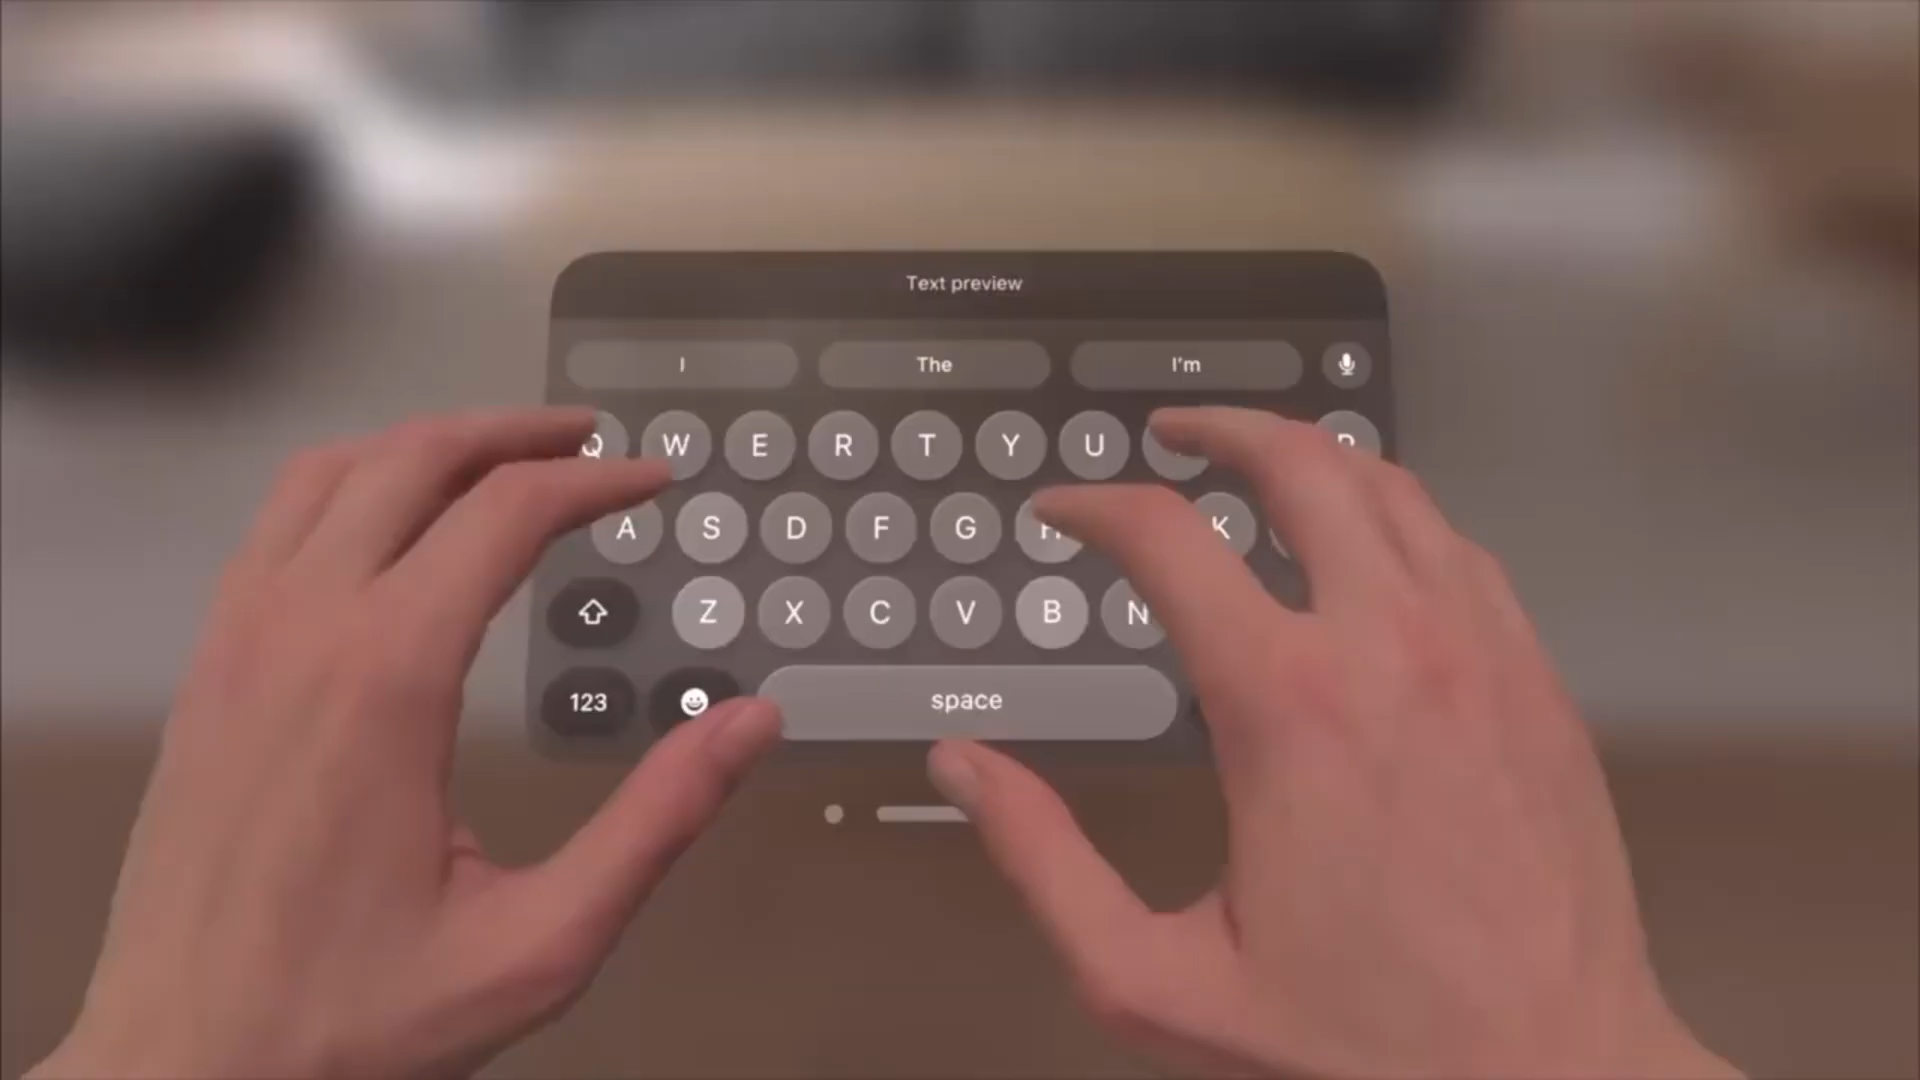 Text preview
I The I'm
Q W E R T Y U
A S D F G H K
Z X C V B N
123 space